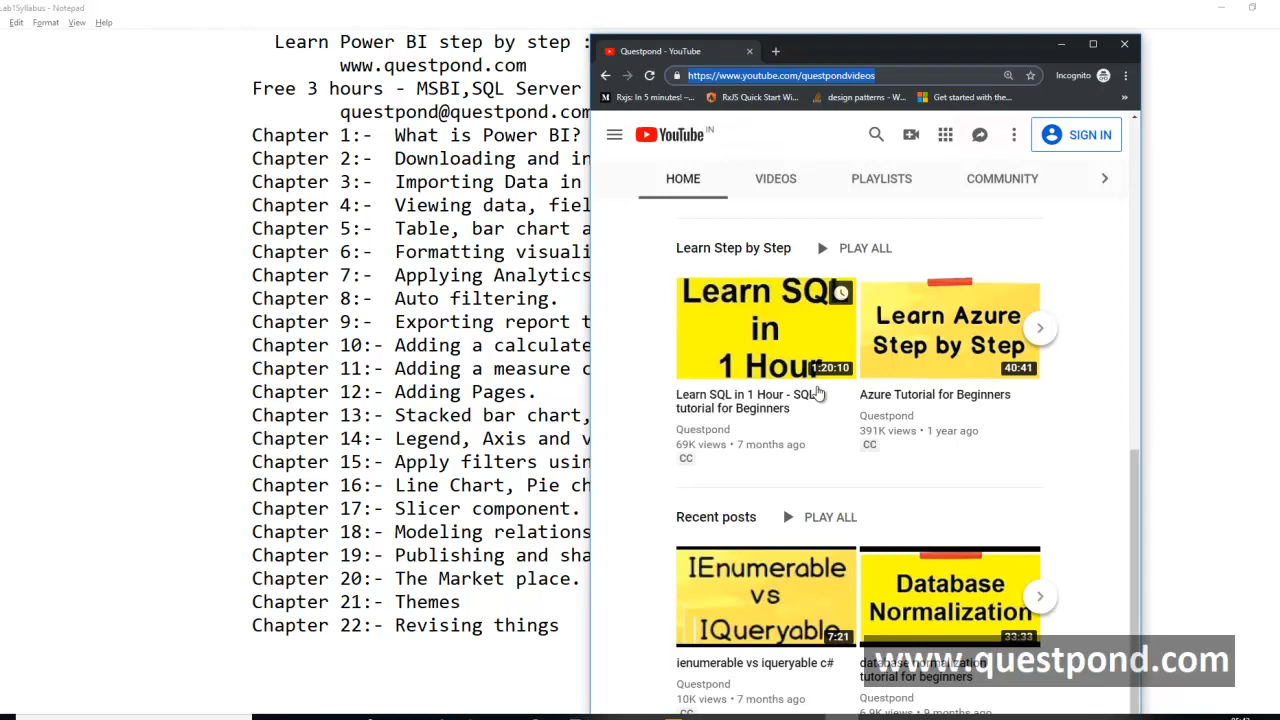 Lab1Syllabus - Notepad
Edit Format View Help
Learn Power BI step by step :
www.questpond.com
Free 3 hours - MSBI,SQL Server
questpond@questpond.com
Chapter 1:- What is Power BI?
Chapter 2:- Downloading and in
Chapter 3:- Importing Data in
Chapter 4:- Viewing data, fiel
Chapter 5:- Table, bar chart a
Chapter 6:- Formatting visuali
Chapter 7:- Applying Analytics
Chapter 8:- Auto filtering.
Chapter 9:- Exporting report t
Chapter 10:- Adding a calculate
Chapter 11:- Adding a measure c
Chapter 12:- Adding Pages.
Chapter 13:- Stacked bar chart,
Chapter 14:- Legend, Axis and v
Chapter 15:- Apply filters usin
Chapter 16:- Line Chart, Pie ch
Chapter 17:- Slicer component.
Chapter 18:- Modeling relations
Chapter 19:- Publishing and sha
Chapter 20:- The Market place.
Chapter 21:- Themes
Chapter 22:- Revising things
Questpond - YouTube
https://www.youtube.com/questpondvideos
Incognito
Rxjs: In 5 minutes! –... RxJS Quick Start Wi... design patterns - W... Get started with the...
YouTube IN
SIGN IN
HOME VIDEOS PLAYLISTS COMMUNITY
Learn Step by Step PLAY ALL
Learn SQL
in
1 Hour
1:20:10
Learn SQL in 1 Hour - SQL
tutorial for Beginners
Questpond
69K views • 7 months ago
CC
Learn Azure
Step by Step
40:41
Azure Tutorial for Beginners
Questpond
391K views • 1 year ago
CC
Recent posts PLAY ALL
IEnumerable
vs
IQueryable
7:21
ienumerable vs iqueryable c#
Questpond
10K views • 7 months ago
CC
Database
Normalization
33:33
database normalization
tutorial for beginners
Questpond
6.9K views • 9 months ago
www.questpond.com